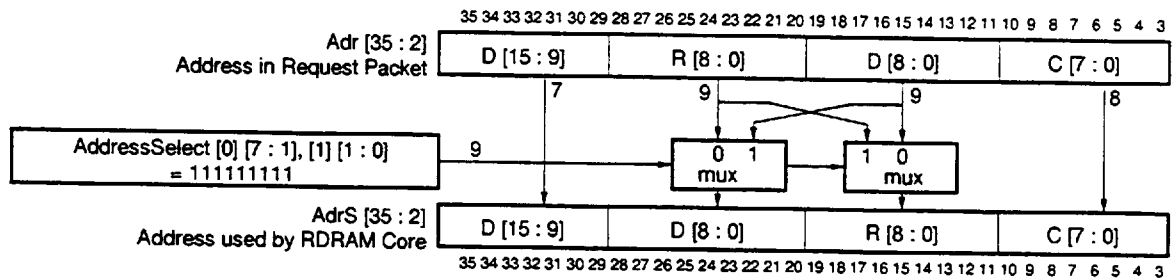 35 34 33 32 31 30 29 28 27 26 25 24 23 22 21 20 19 18 17 16 15 14 13 12 11 10 9 8 7 6 5 4 3
Adr [35 : 2]
Address in Request Packet
D [15 : 9] R [8 : 0] D [8 : 0] C [7 : 0]
7 9 9 8
AddressSelect [0] [7 : 1], [1] [1 : 0]
= 111111111
9
0 1 1 0
mux mux
AdrS [35 : 2]
Address used by RDRAM Core
D [15 : 9] D [8 : 0] R [8 : 0] C [7 : 0]
35 34 33 32 31 30 29 28 27 26 25 24 23 22 21 20 19 18 17 16 15 14 13 12 11 10 9 8 7 6 5 4 3